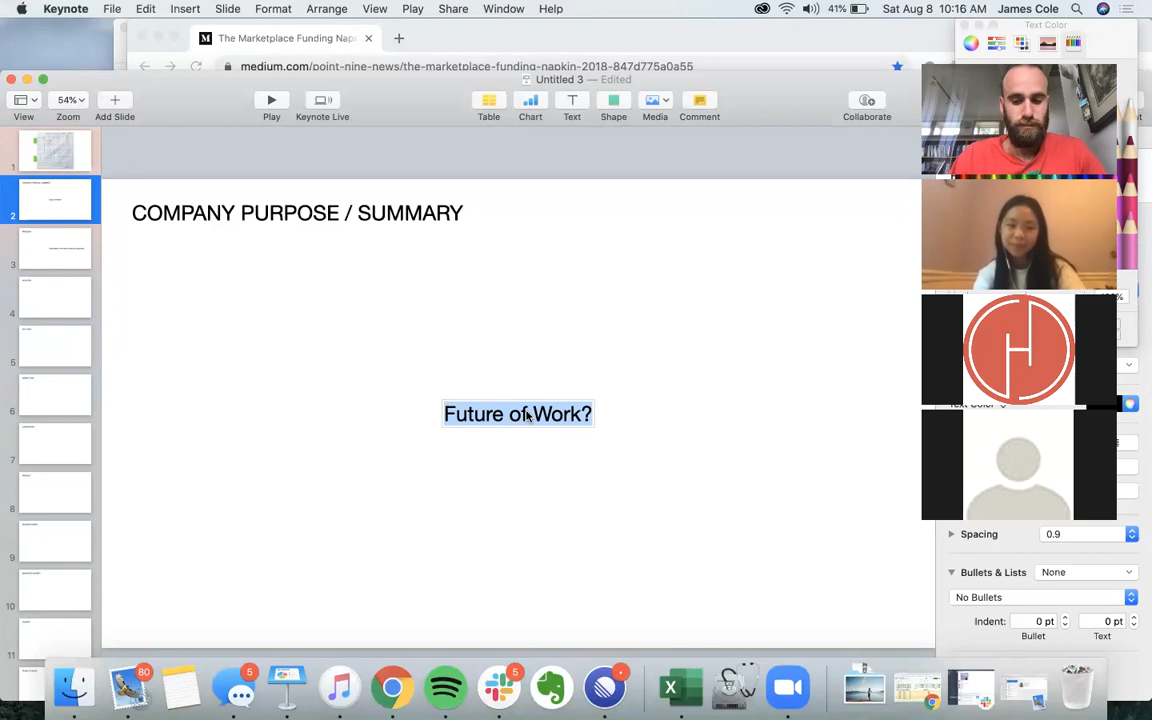 Keynote File Edit Insert Slide Format Arrange View Play Share Window Help 41% Sat Aug 8 10:16 AM James Cole
The Marketplace Funding Nap
Text Color
medium.com/point-nine-news/the-marketplace-funding-napkin-2018-847d775a0a55
Untitled 3 — Edited
54%
View Zoom Add Slide Play Keynote Live Table Chart Text Shape Media Comment Collaborate
1
2
3
4
5
6
7
8
9
10
11
COMPANY PURPOSE / SUMMARY
Future of Work?
H
Spacing 0.9
Bullets & Lists None
No Bullets
Indent: 0 pt 0 pt
Bullet Text
80
5
5